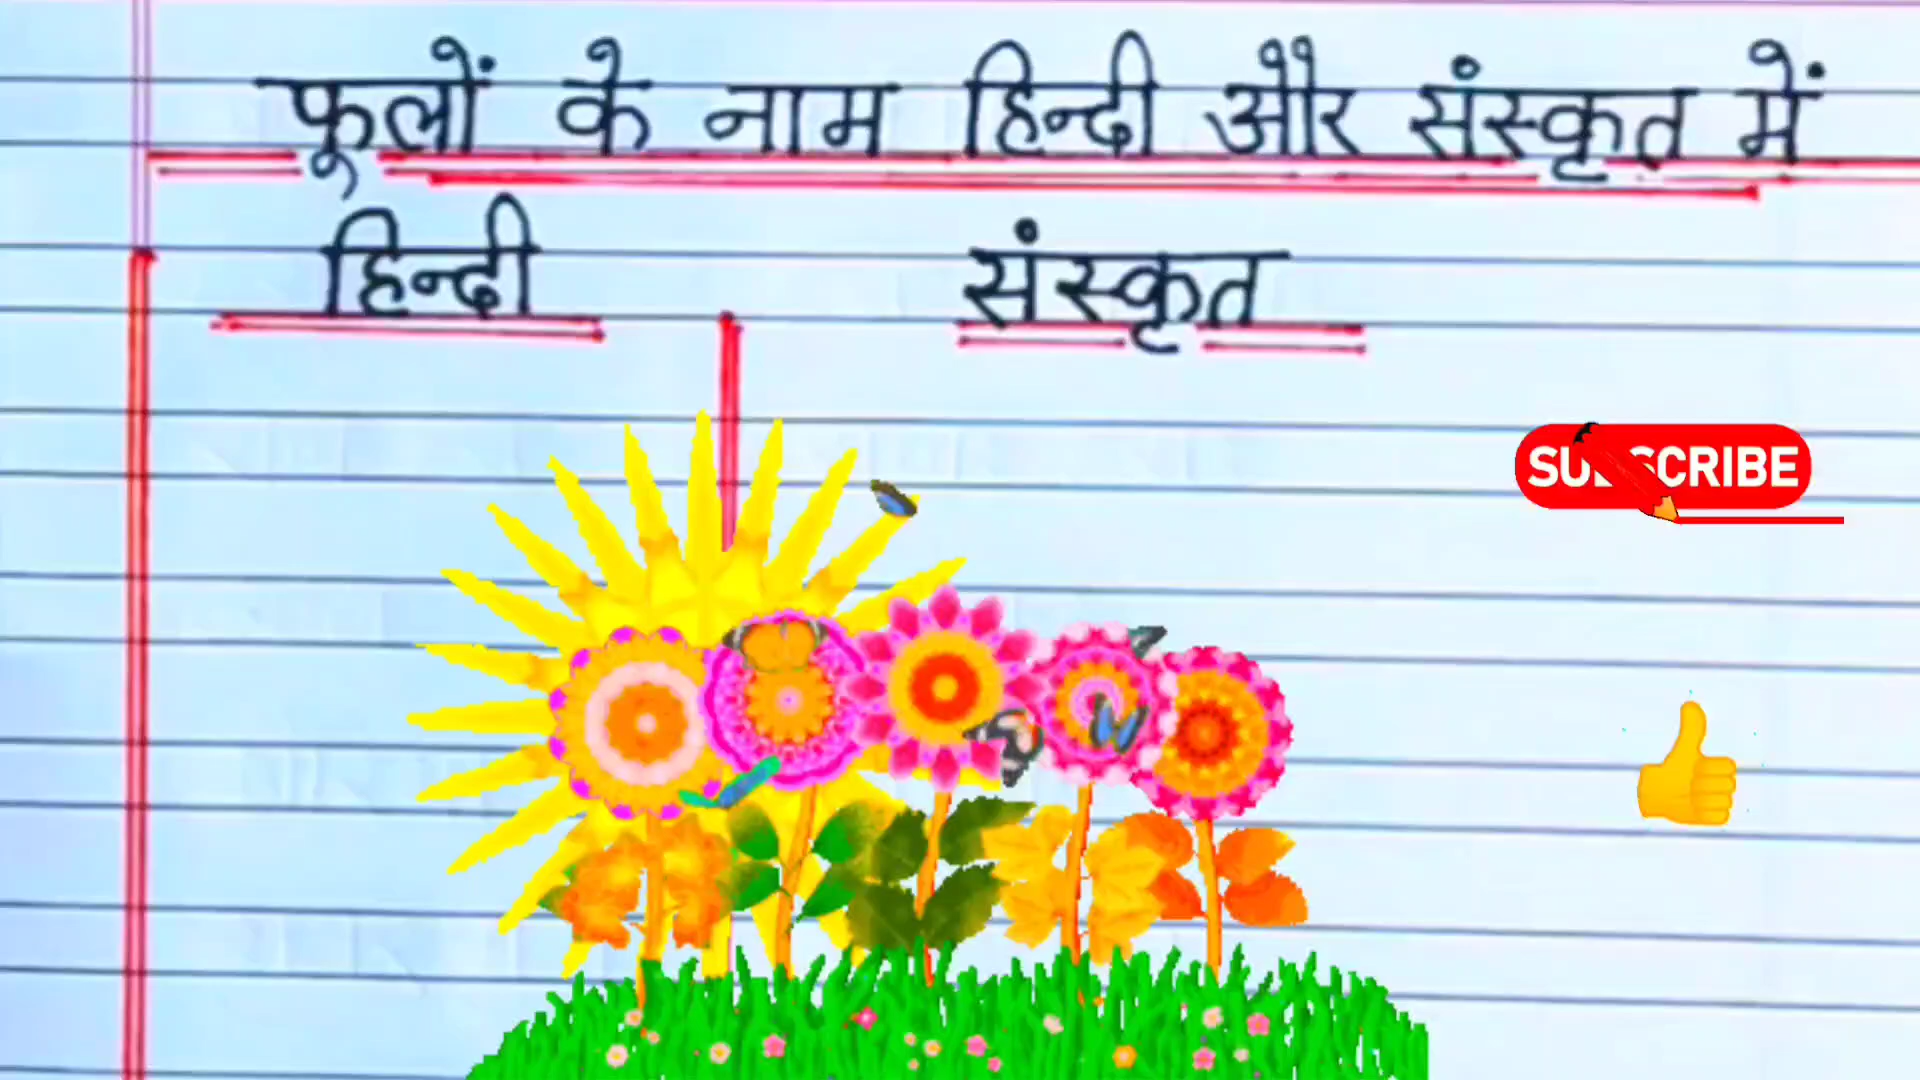 फूलों के नाम हिन्दी और संस्कृत में
हिन्दी संस्कृत
SUBSCRIBE